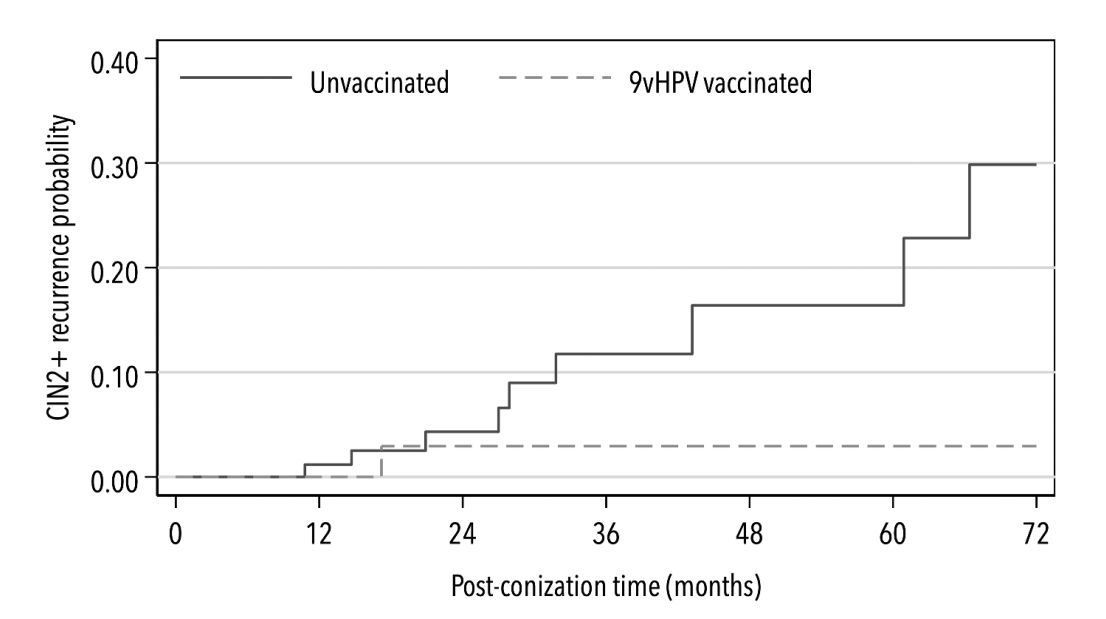 0.40
Unvaccinated 9vHPV vaccinated
0.30
0.20
0.10
0.00
CIN2+ recurrence probability
0 12 24 36 48 60 72
Post-conization time (months)